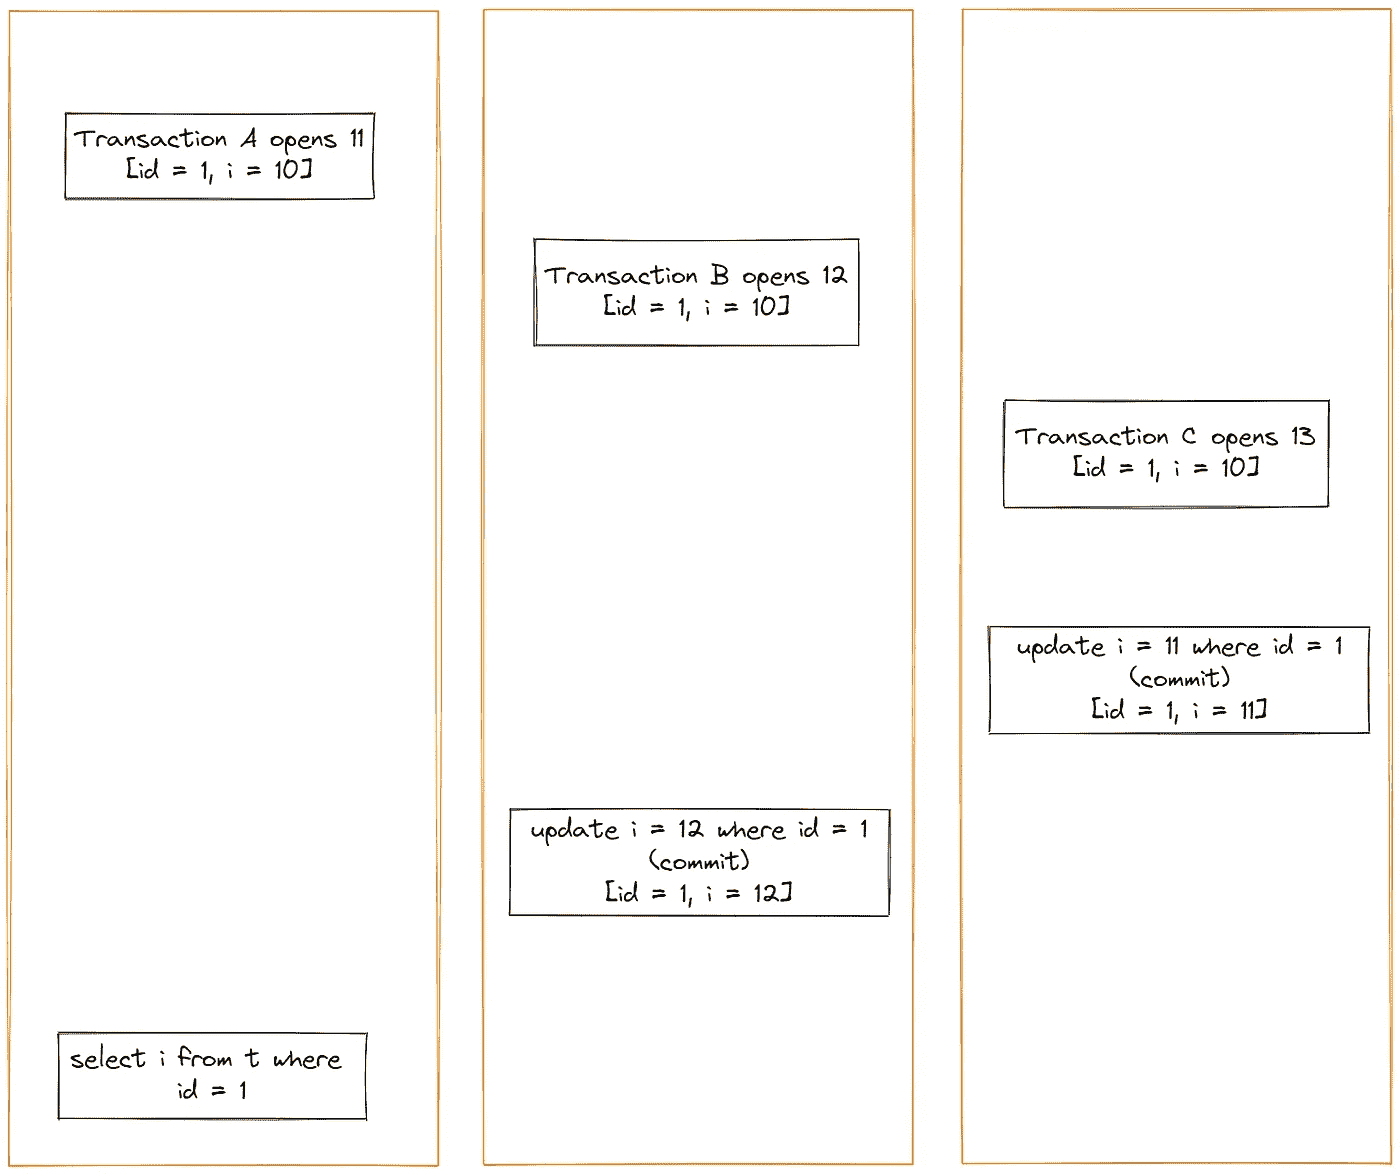 Transaction A opens 11
[id = 1, i = 10]
Transaction B opens 12
[id = 1, i = 10]
Transaction C opens 13
[id = 1, i = 10]
update i = 11 where id = 1
(commit)
[id = 1, i = 11]
update i = 12 where id = 1
(commit)
[id = 1, i = 12]
select i from t where
id = 1